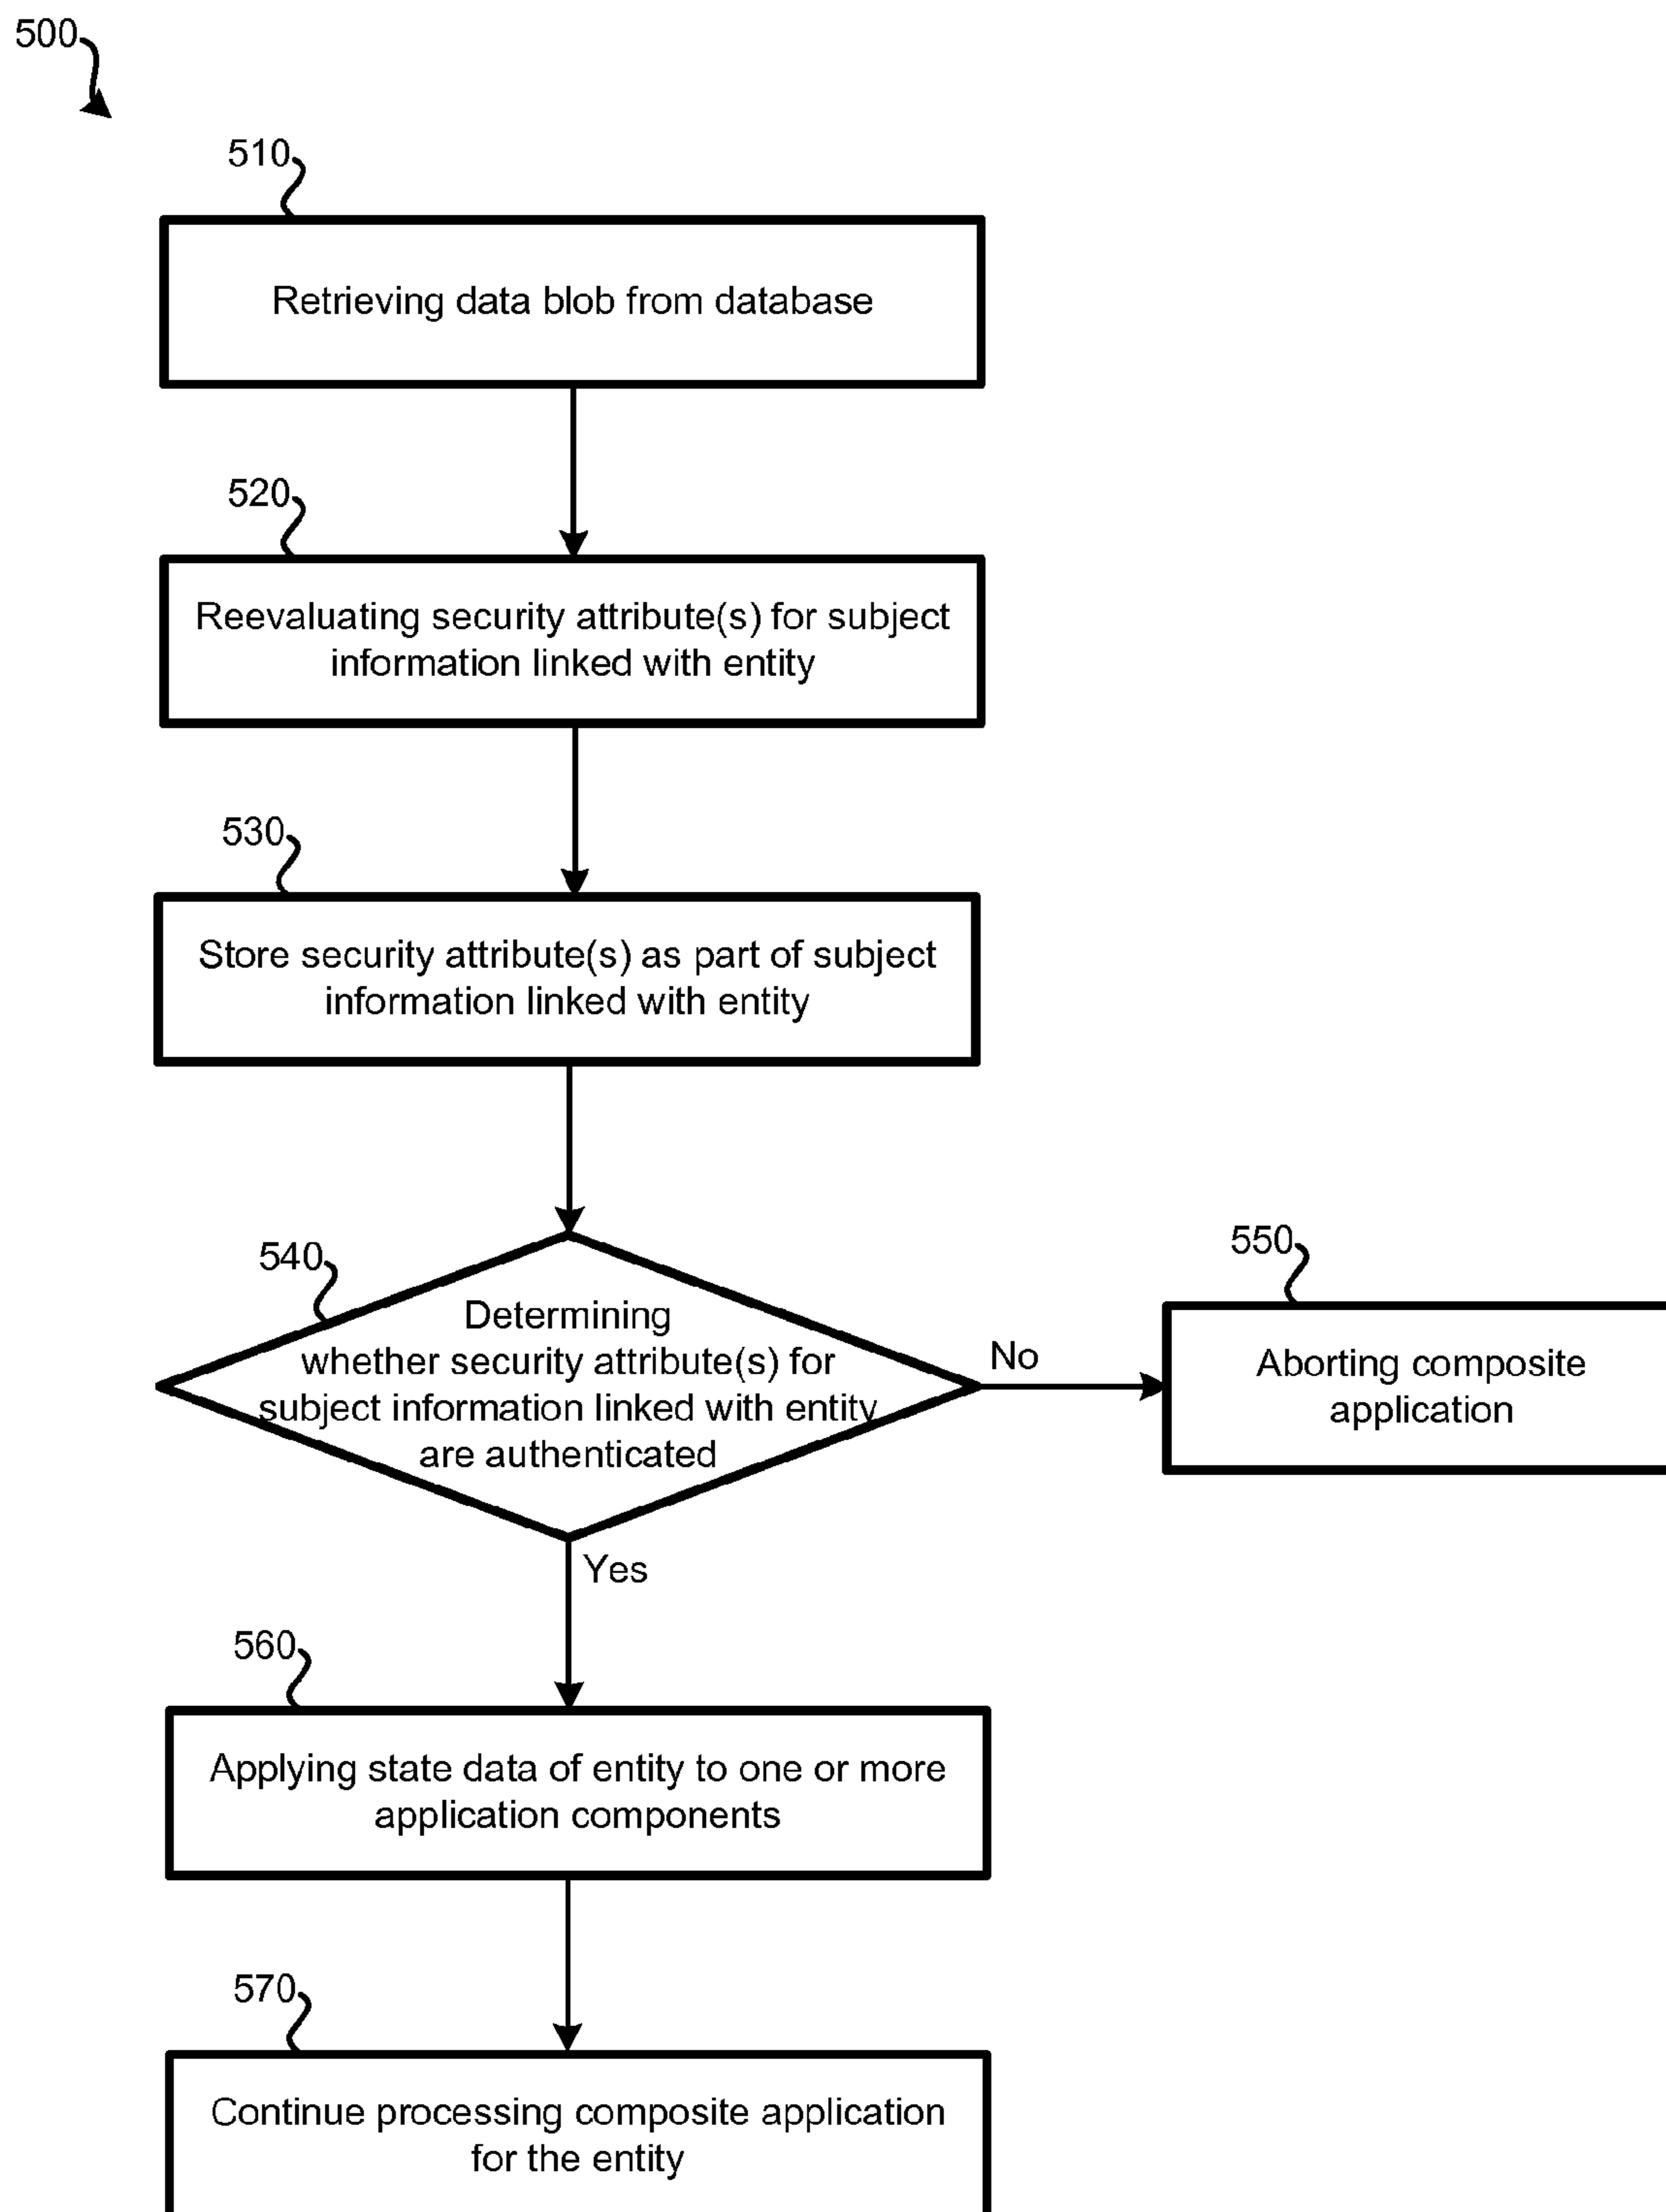 500
510
Retrieving data blob from database
520
Reevaluating security attribute(s) for subject
information linked with entity
530
Store security attribute(s) as part of subject
information linked with entity
540
Determining
whether security attribute(s) for
subject information linked with entity
are authenticated
No
550
Aborting composite
application
Yes
560
Applying state data of entity to one or more
application components
570
Continue processing composite application
for the entity